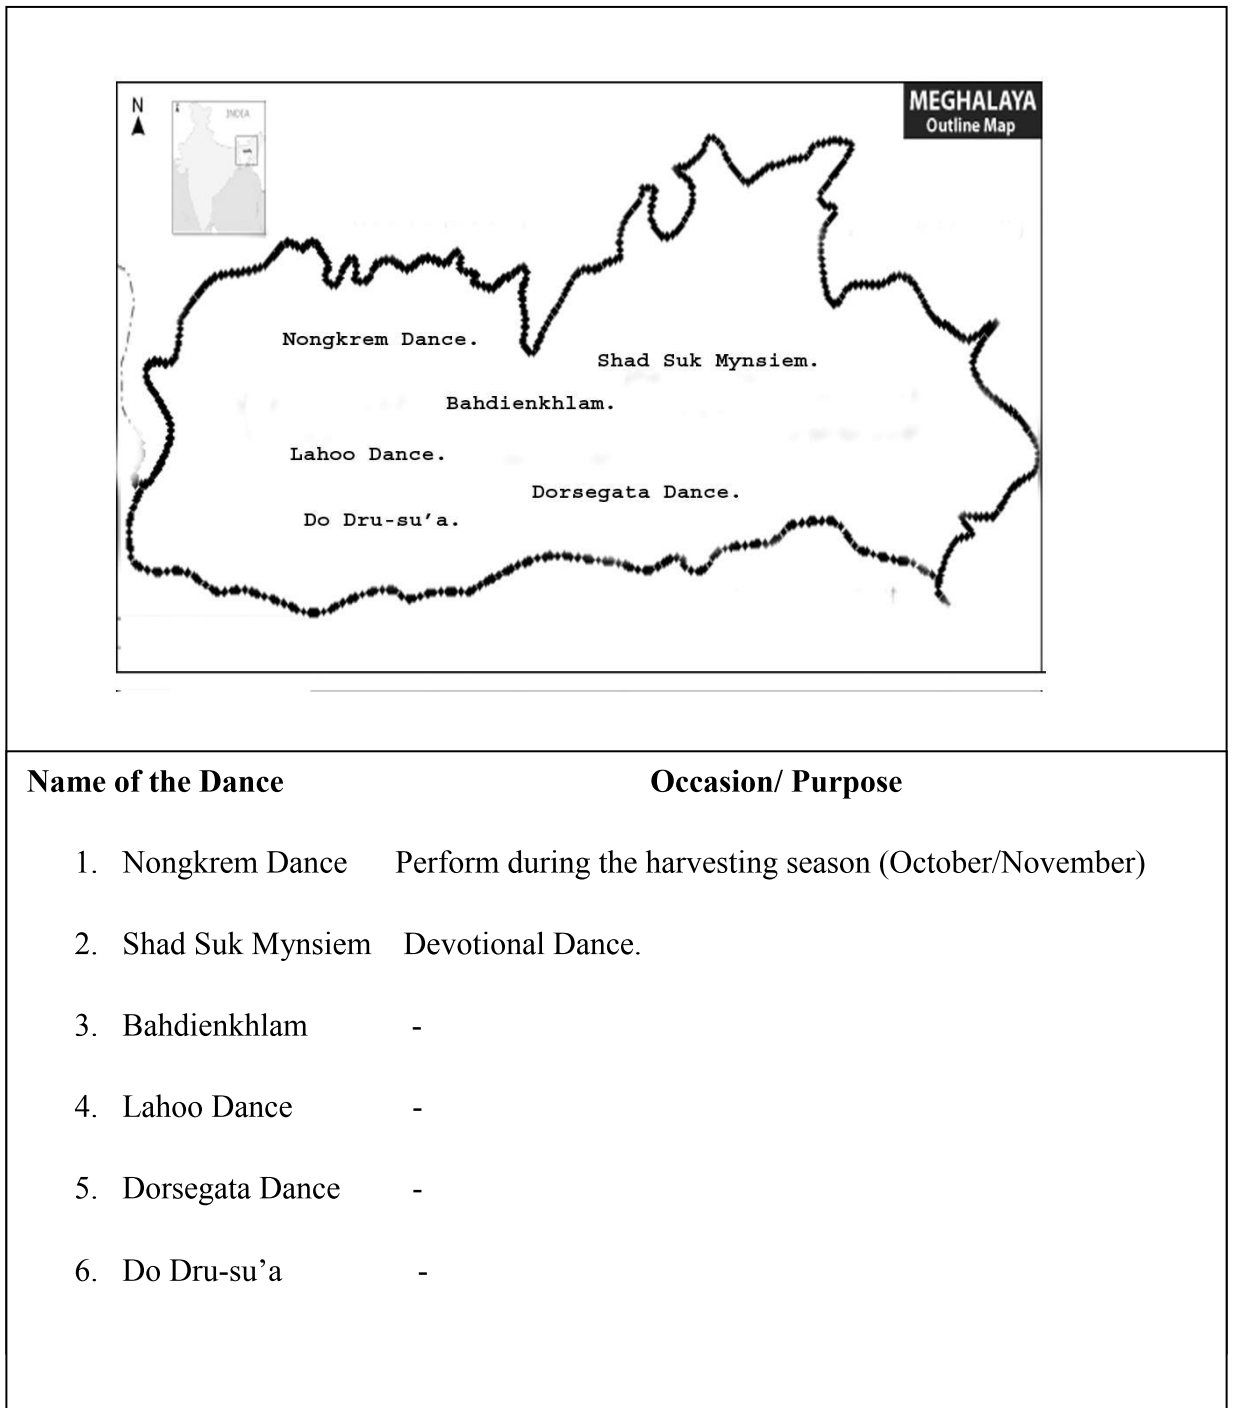 N
INDIA
MEGHALAYA
Outline Map
Nongkrem Dance.
Shad Suk Mynsiem.
Bahdienkhlam.
Lahoo Dance.
Dorsegata Dance.
Do Dru-su’a.
Name of the Dance Occasion/ Purpose
1. Nongkrem Dance Perform during the harvesting season (October/November)
2. Shad Suk Mynsiem Devotional Dance.
3. Bahdienkhlam -
4. Lahoo Dance -
5. Dorsegata Dance -
6. Do Dru-su’a -